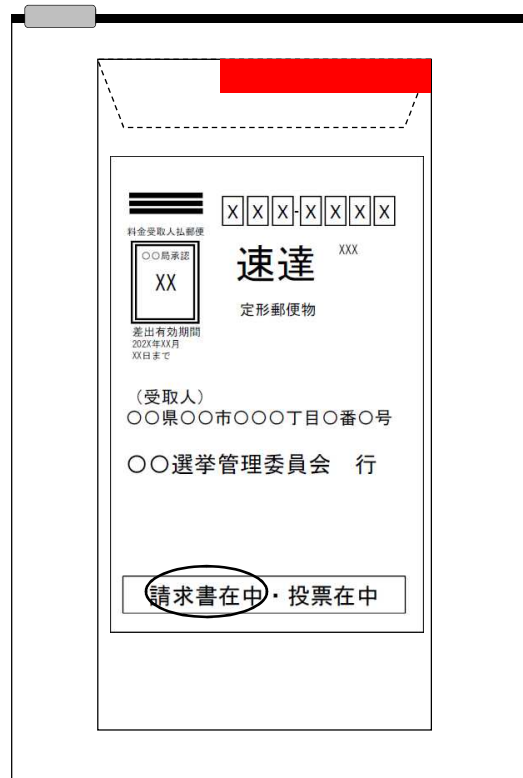 XXX-XXXX
料金受取人払郵便
〇〇局承認
XX
速達
XXX
定形郵便物
差出有効期間
202X年XX月
XX日まで
(受取人)
〇〇県〇〇市〇〇〇丁目〇番〇号
〇〇選挙管理委員会 行
請求書在中・投票在中